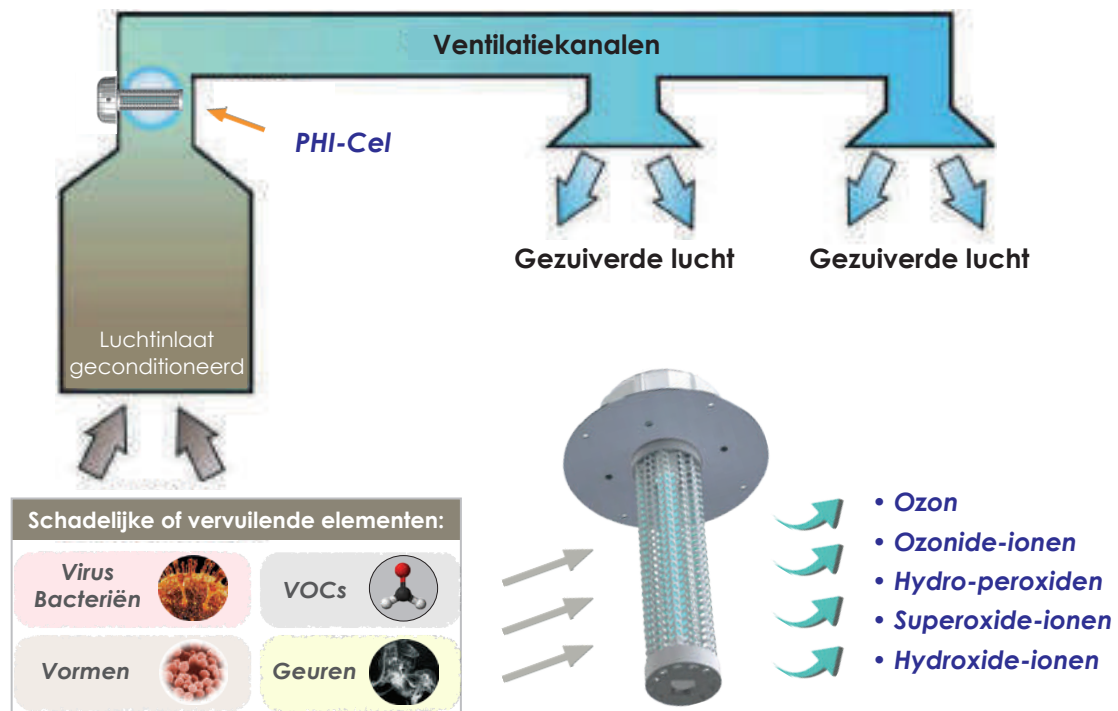 Ventilatiekanalen
PHI-Cel
Gezuiverde lucht
Gezuiverde lucht
Luchtinlaat
geconditioneerd
Schadelijke of vervuilende elementen:
Virus
Bacteriën
VOCs
Vormen
Geuren
• Ozon
• Ozonide-ionen
• Hydro-peroxiden
• Superoxide-ionen
• Hydroxide-ionen